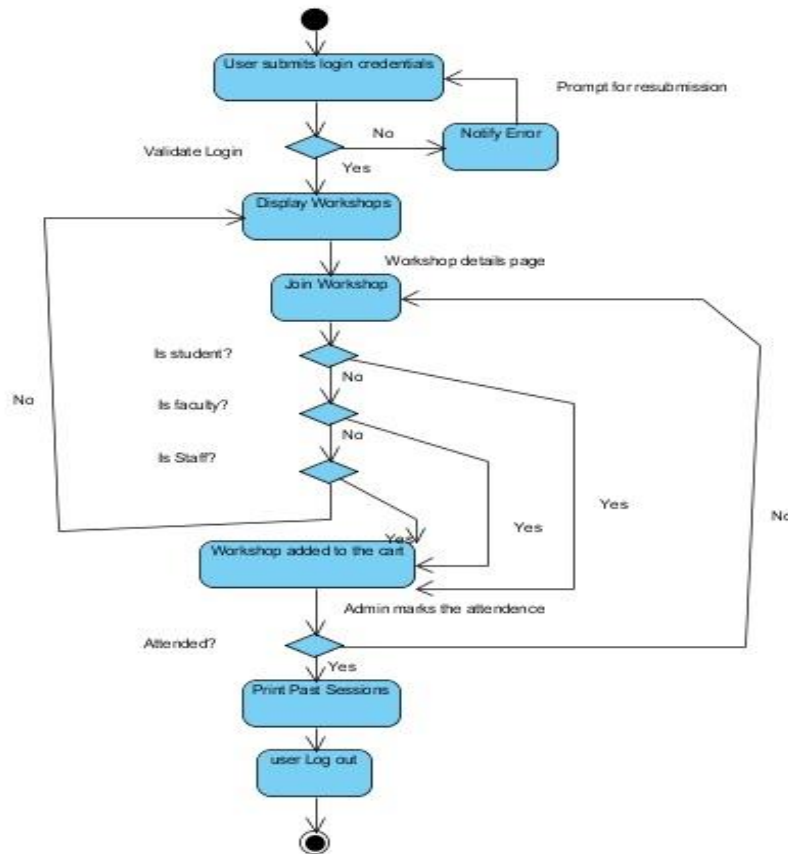 User submits login credentials
Prompt for resubmission
No
Notify Error
Validate Login
Yes
Display Workshops
Workshop details page
Join Workshop
Is student?
No
No
Is faculty?
No
Is Staff?
Yes
Yes
No
Yes
Workshop added to the cart
Admin marks the attendence
Attended?
Yes
Print Past Sessions
user Log out